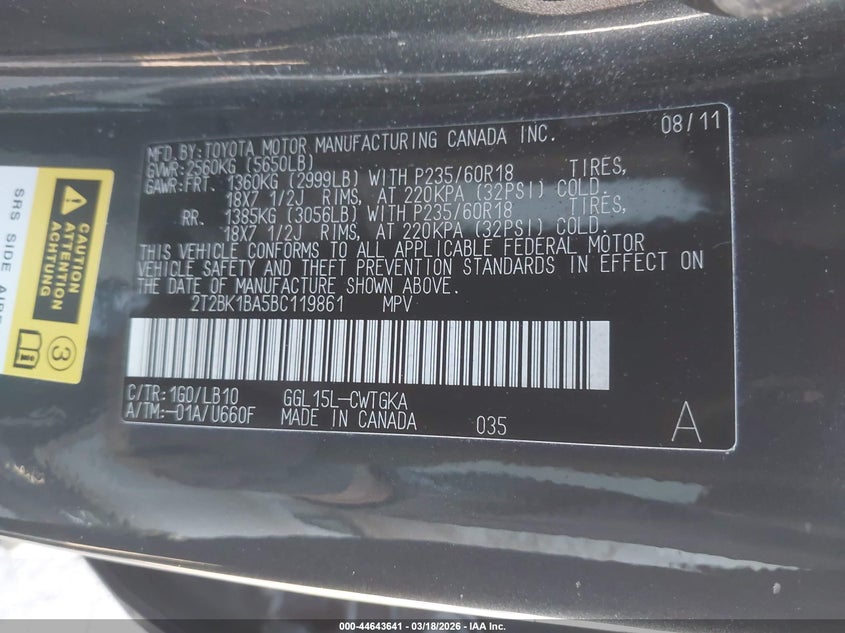 MFD. BY: TOYOTA MOTOR MANUFACTURING CANADA INC. 08/11
GVWR: 2560KG (5650LB)
GAWR: FRT. 1360KG (2999LB) WITH P235/60R18 TIRES,
18X7 1/2J RIMS, AT 220KPA (32PSI) COLD.
RR. 1385KG (3056LB) WITH P235/60R18 TIRES,
18X7 1/2J RIMS, AT 220KPA (32PSI) COLD.
THIS VEHICLE CONFORMS TO ALL APPLICABLE FEDERAL MOTOR
VEHICLE SAFETY AND THEFT PREVENTION STANDARDS IN EFFECT ON
THE DATE OF MANUFACTURE SHOWN ABOVE.
2T2BK1BA5BC119861 MPV
C/TR: 1G0/LB10 GGL15L-CWTGKA
A/TM: -01A/U660F MADE IN CANADA 035 A
CAUTION
ATTENTION
ACHTUNG
3
SRS SIDE
000-44643641 - 03/18/2026 - IAA Inc.